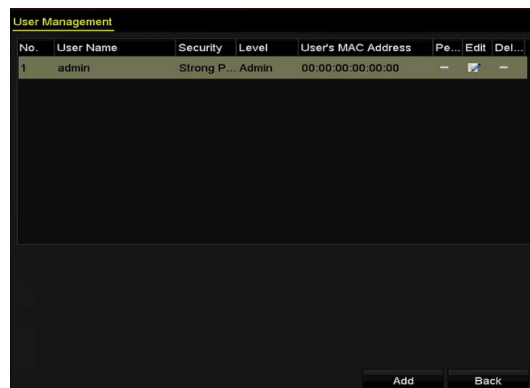 User Management
No. User Name Security Level User's MAC Address Pe... Edit Del...
1 admin Strong P... Admin 00:00:00:00:00:00 — —
Add Back